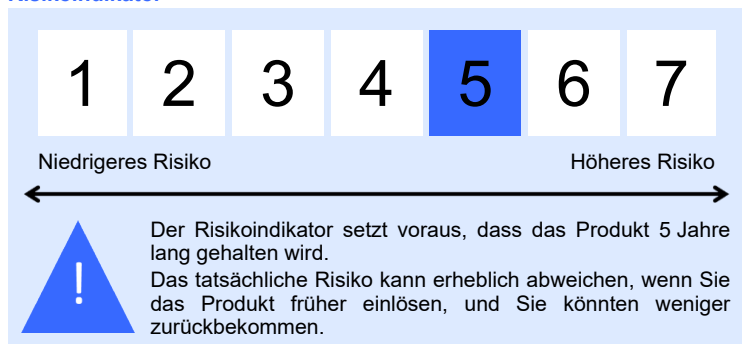 Risikoindikator
1 2 3 4 5 6 7
Niedrigeres Risiko Höheres Risiko
!
Der Risikoindikator setzt voraus, dass das Produkt 5 Jahre
lang gehalten wird.
Das tatsächliche Risiko kann erheblich abweichen, wenn Sie
das Produkt früher einlösen, und Sie könnten weniger
zurückbekommen.